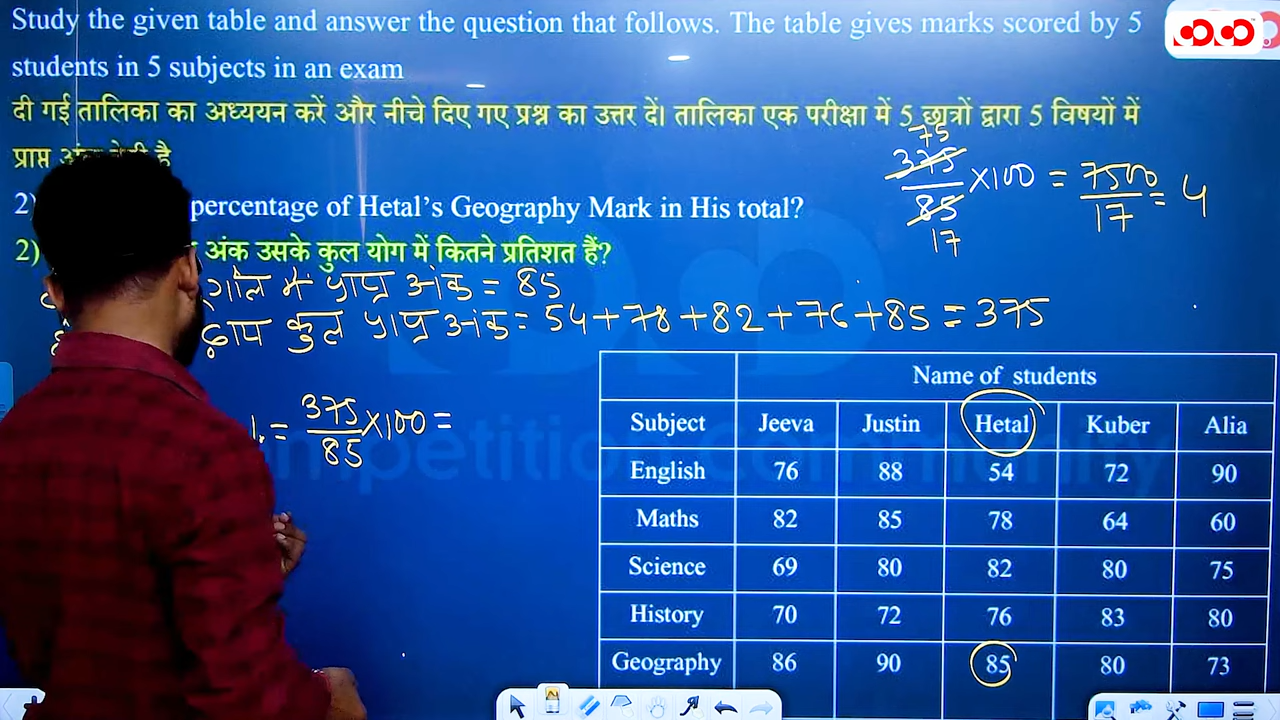 Study the given table and answer the question that follows. The table gives marks scored by 5
students in 5 subjects in an exam
दी गई तालिका का अध्ययन करें और नीचे दिए गए प्रश्न का उत्तर दें। तालिका एक परीक्षा में 5 छात्रों द्वारा 5 विषयों में
प्राप्त है
2) percentage of Hetal's Geography Mark in His total?
2) अंक उसके कुल योग में कितने प्रतिशत हैं?
75
375/85 ×100 = 7500/17 = 4
17
में प्राप्त अंक = 85
कुल प्राप्त अंक = 54+78+82+76+85 = 375
= 375/85 ×100 =
Name of students
Subject Jeeva Justin Hetal Kuber Alia
English 76 88 54 72 90
Maths 82 85 78 64 60
Science 69 80 82 80 75
History 70 72 76 83 80
Geography 86 90 85 80 73